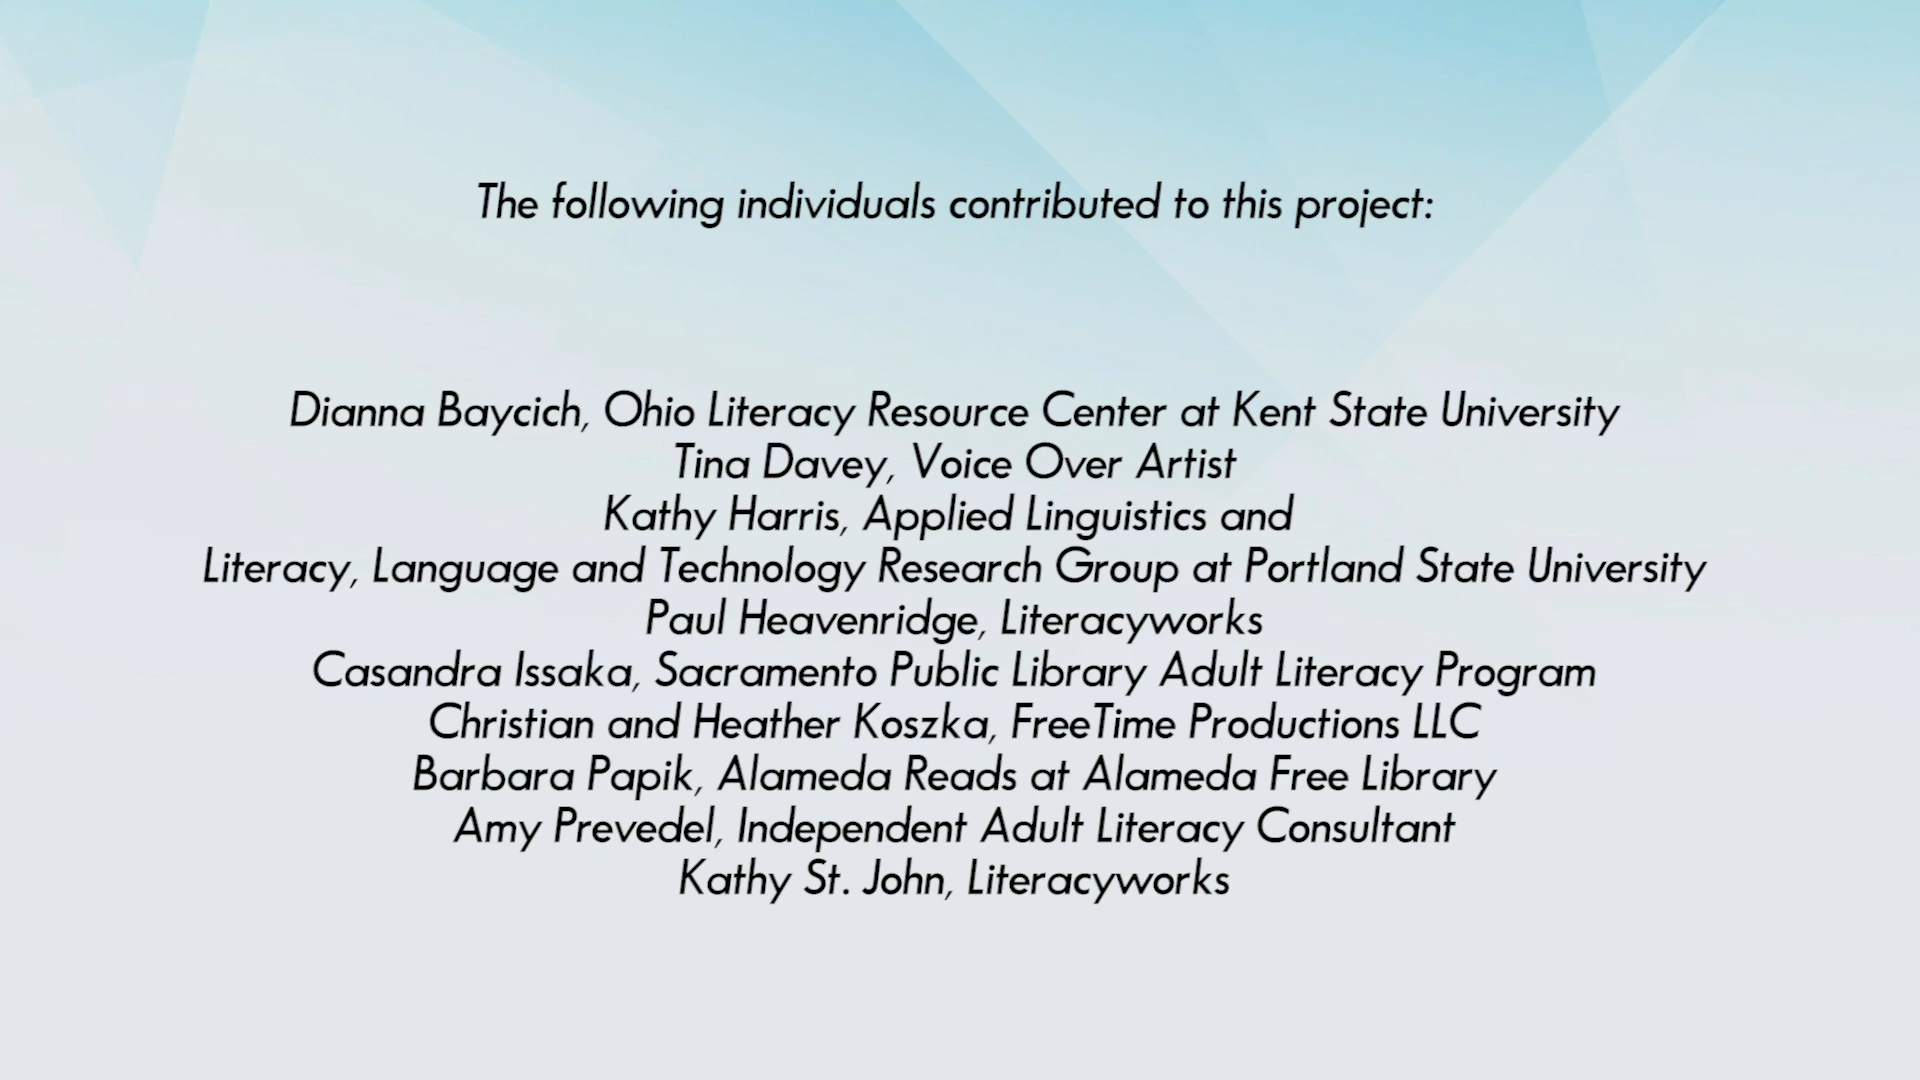 The following individuals contributed to this project:
Dianna Baycich, Ohio Literacy Resource Center at Kent State University
Tina Davey, Voice Over Artist
Kathy Harris, Applied Linguistics and
Literacy, Language and Technology Research Group at Portland State University
Paul Heavenridge, Literacyworks
Casandra Issaka, Sacramento Public Library Adult Literacy Program
Christian and Heather Koszka, FreeTime Productions LLC
Barbara Papik, Alameda Reads at Alameda Free Library
Amy Prevedel, Independent Adult Literacy Consultant
Kathy St. John, Literacyworks